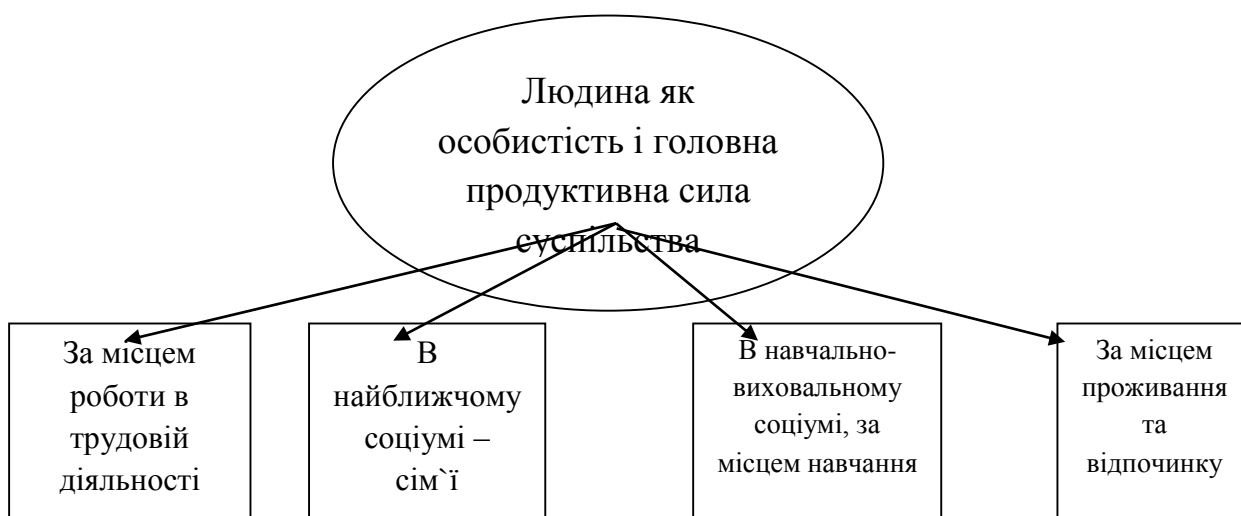 Людина як
особистість і головна
продуктивна сила
суспільства
За місцем
роботи в
трудовій
діяльності
В
найближчому
соціумі –
сім`ї
В навчально-
виховальному
соціумі, за
місцем навчання
За місцем
проживання
та
відпочинку